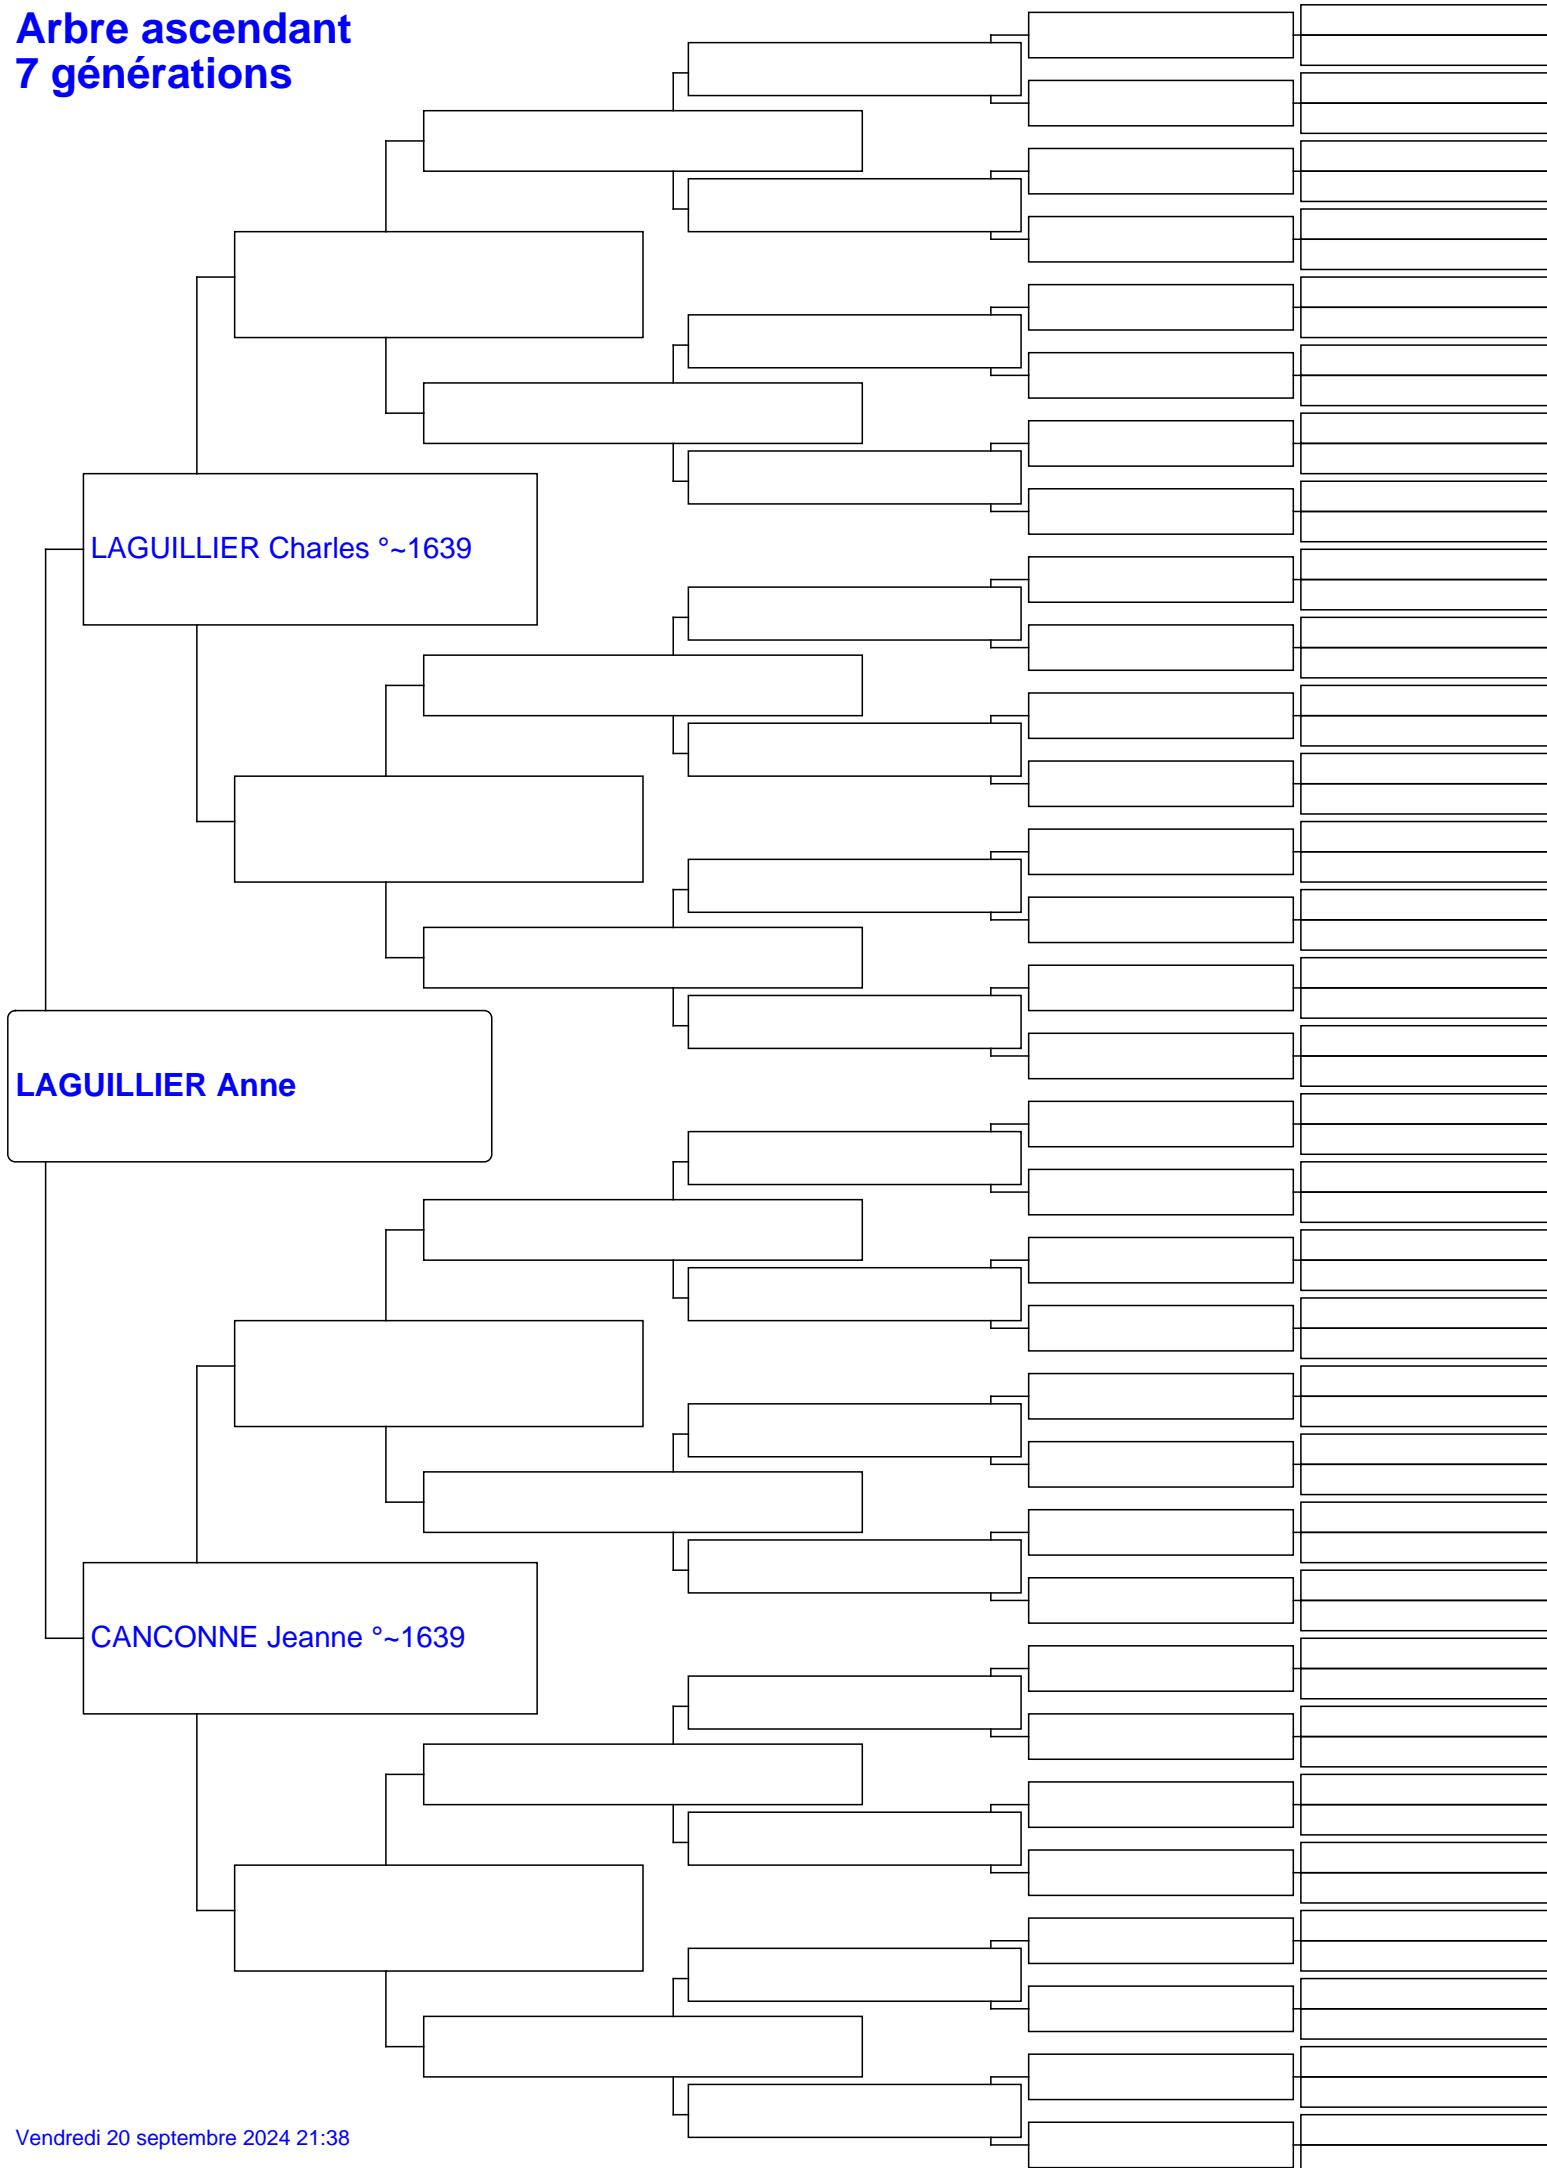 Arbre ascendant
7 générations
LAGUILLIER Charles °~1639
LAGUILLIER Anne
CANCONNE Jeanne °~1639
Vendredi 20 septembre 2024 21:38